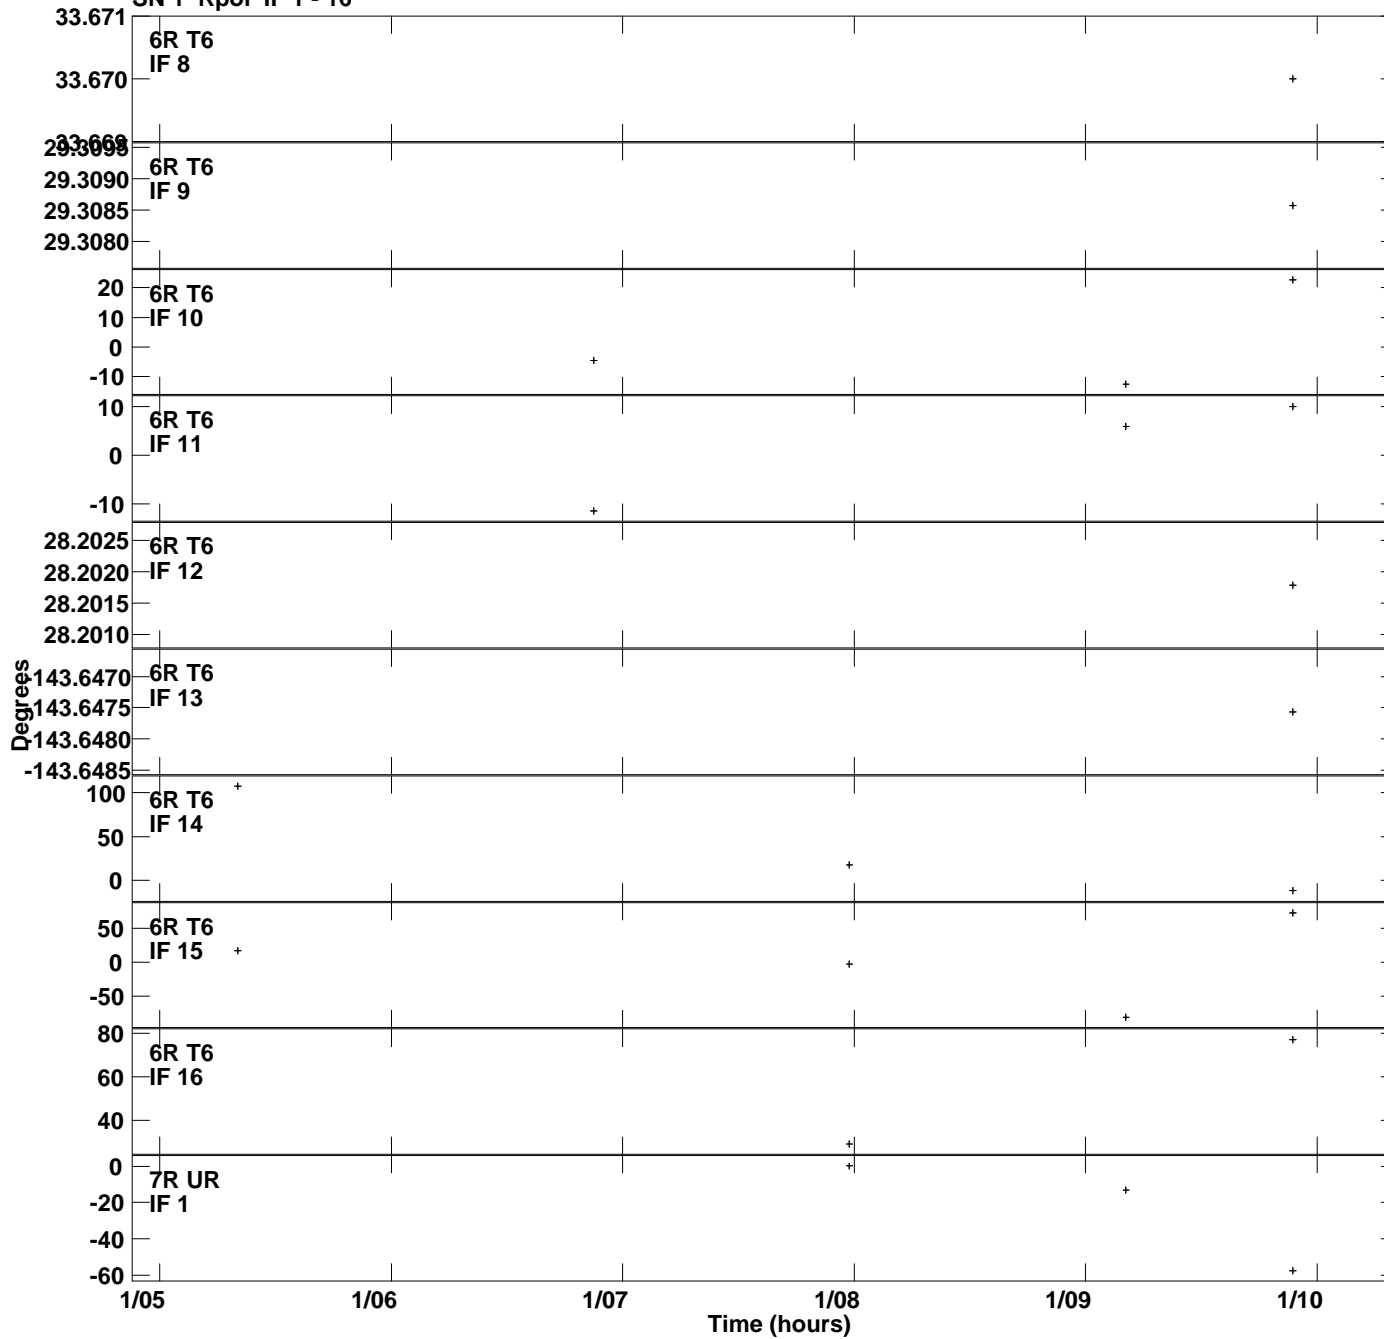 SN 1 Rpol IF 1 - 16
33.671
6R T6
IF 8
33.670
33.669
29.3095
6R T6
IF 9
29.3090
29.3085
29.3080
6R T6
IF 10
20
10
0
-10
6R T6
IF 11
10
0
-10
6R T6
IF 12
28.2025
28.2020
28.2015
28.2010
6R T6
IF 13
-143.6470
-143.6475
-143.6480
-143.6485
Degrees
6R T6
IF 14
100
50
0
6R T6
IF 15
50
0
-50
6R T6
IF 16
80
60
40
7R UR
IF 1
0
-20
-40
-60
1/05 1/06 1/07 1/08 1/09 1/10
Time (hours)